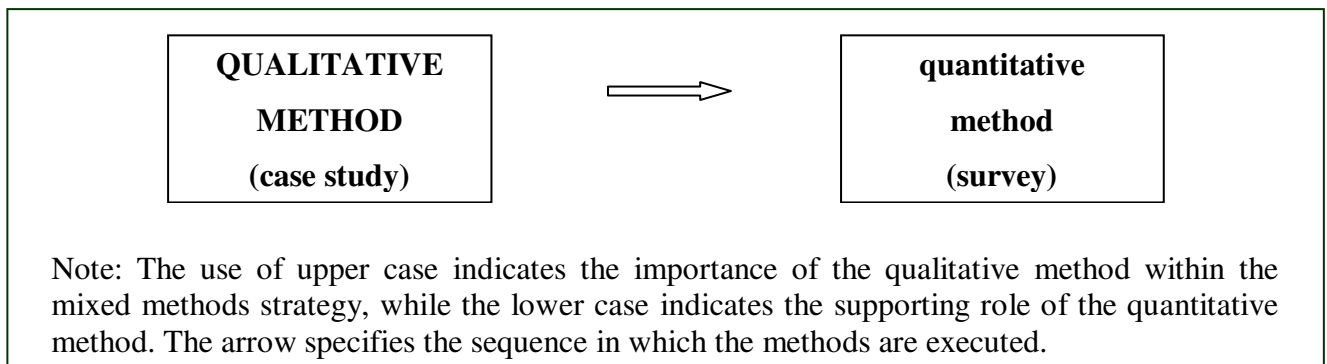 QUALITATIVE
METHOD
(case study)
quantitative
method
(survey)
Note: The use of upper case indicates the importance of the qualitative method within the
mixed methods strategy, while the lower case indicates the supporting role of the quantitative
method. The arrow specifies the sequence in which the methods are executed.